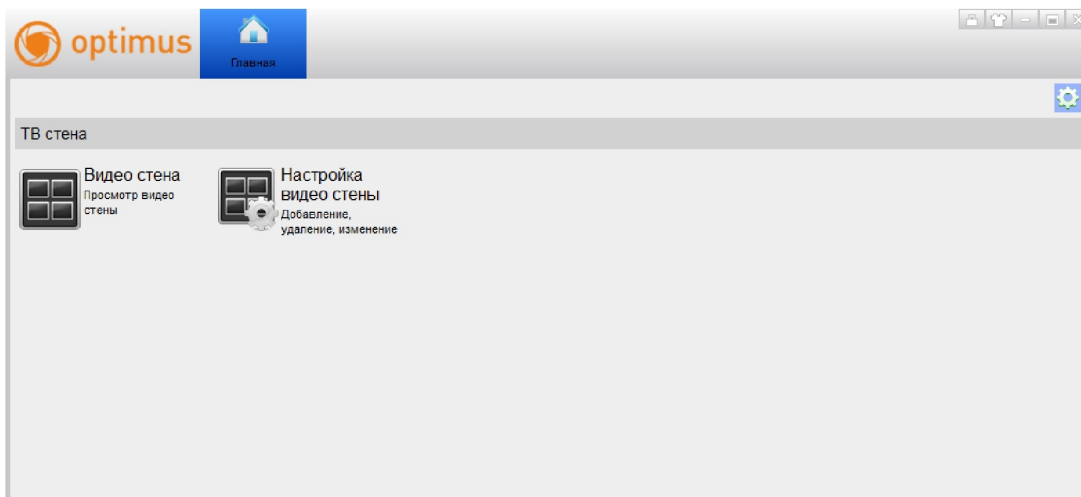 optimus
Главная
ТВ стена
Видео стена
Просмотр видео
стены
Настройка
видео стены
Добавление,
удаление, изменение